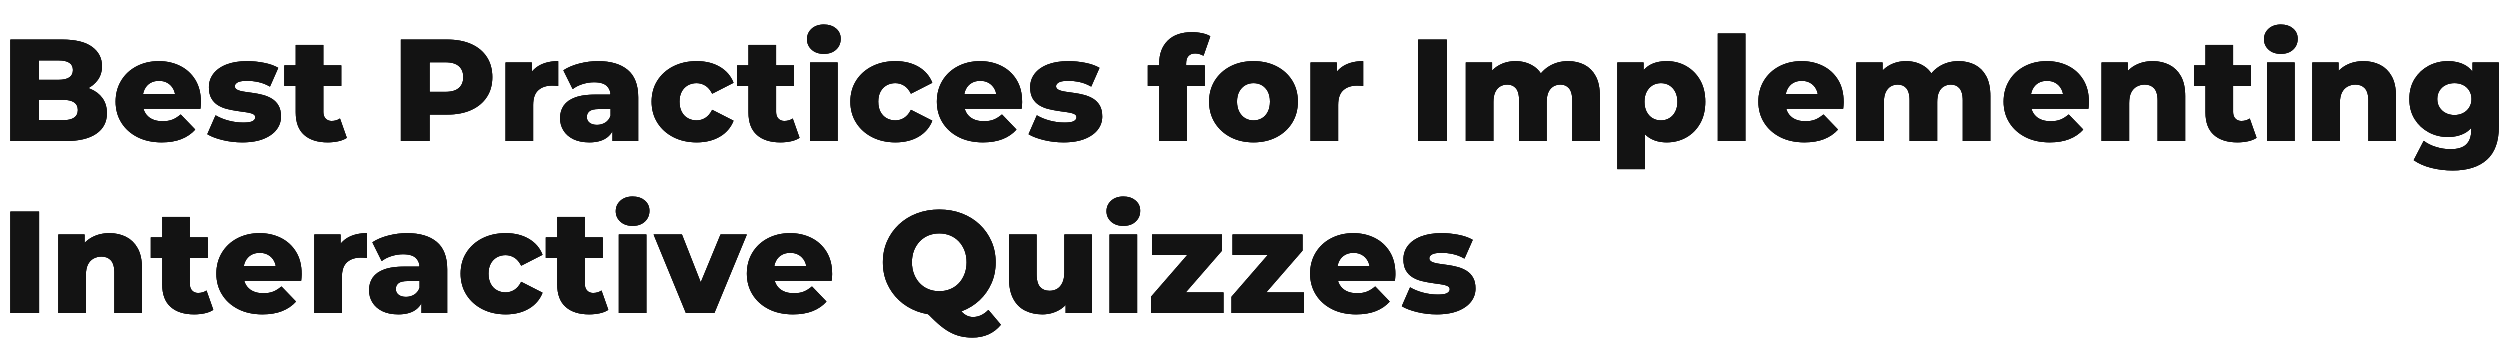 Best Practices for Implementing
Interactive Quizzes